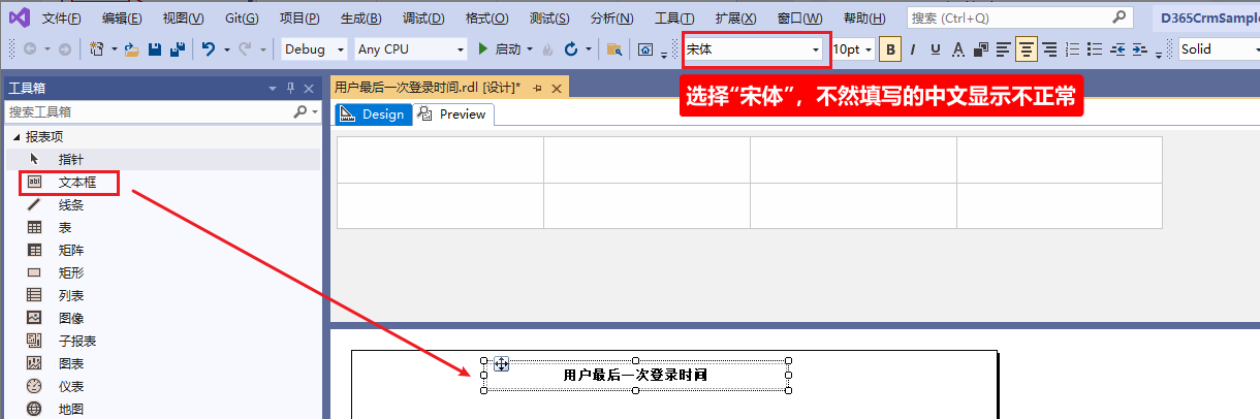 文件(F) 编辑(E) 视图(V) Git(G) 项目(P) 生成(B) 调试(D) 格式(O) 测试(S) 分析(N) 工具(T) 扩展(X) 窗口(W) 帮助(H) 搜索 (Ctrl+Q) D365CrmSample
Debug Any CPU 启动 宋体 10pt B I U A Solid
工具箱 用户最后一次登录时间.rdl [设计]*
选择“宋体”，不然填写的中文显示不正常
搜索工具箱 Design Preview
报表项
指针
abl 文本框
线条
表
矩阵
矩形
列表
图像
子报表
图表
仪表
地图
用户最后一次登录时间